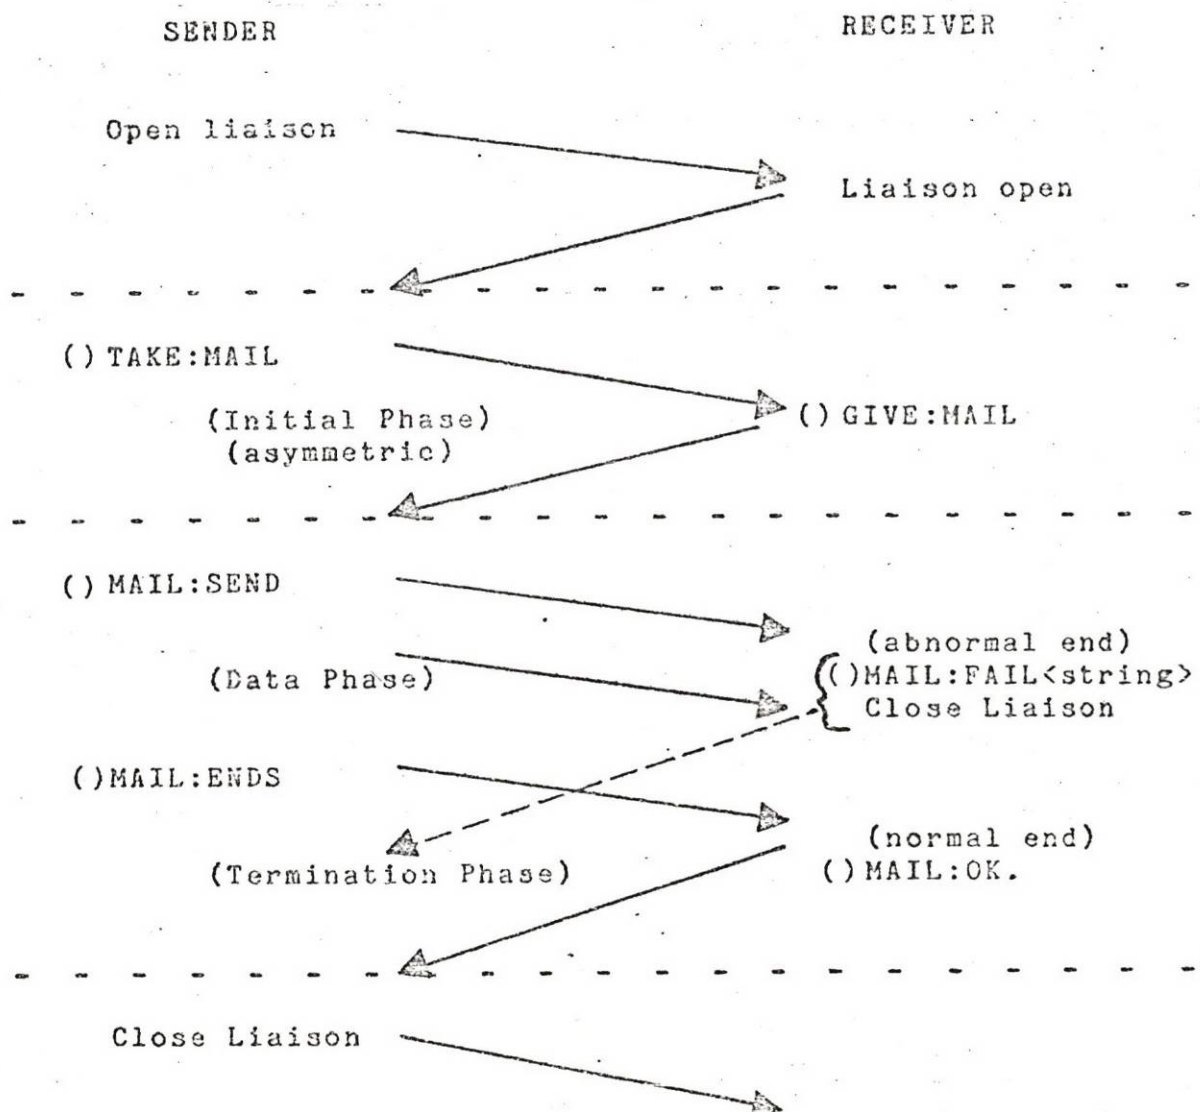 SENDER
RECEIVER
Open liaison
Liaison open
() TAKE:MAIL
(Initial Phase)
(asymmetric)
() GIVE:MAIL
() MAIL:SEND
(abnormal end)
(Data Phase)
()MAIL:FAIL<string>
Close Liaison
()MAIL:ENDS
(normal end)
(Termination Phase)
()MAIL:OK.
Close Liaison